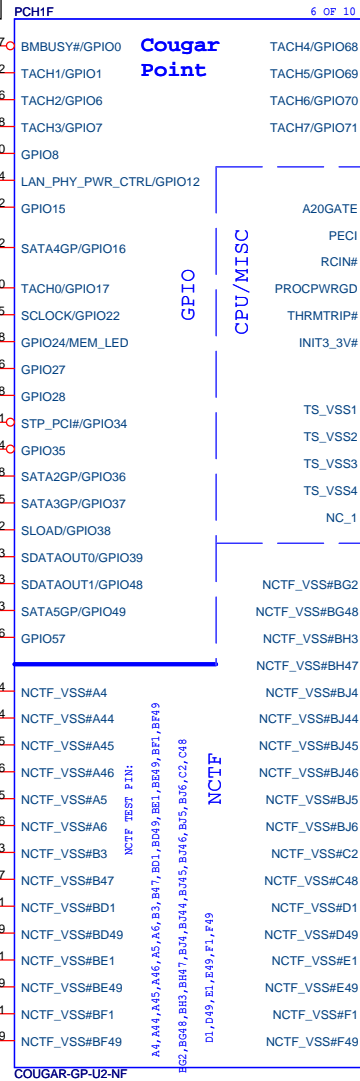 PCH1F
6 OF 10
Cougar
Point
BMBUSY#/GPIO0
TACH1/GPIO1
TACH2/GPIO6
TACH3/GPIO7
GPIO8
LAN_PHY_PWR_CTRL/GPIO12
GPIO15
SATA4GP/GPIO16
TACH0/GPIO17
SCLOCK/GPIO22
GPIO24/MEM_LED
GPIO27
GPIO28
STP_PCI#/GPIO34
GPIO35
SATA2GP/GPIO36
SATA3GP/GPIO37
SLOAD/GPIO38
SDATAOUT0/GPIO39
SDATAOUT1/GPIO48
SATA5GP/GPIO49
GPIO57
NCTF_VSS#A4
NCTF_VSS#A44
NCTF_VSS#A45
NCTF_VSS#A46
NCTF_VSS#A5
NCTF_VSS#A6
NCTF_VSS#B3
NCTF_VSS#B47
NCTF_VSS#BD1
NCTF_VSS#BD49
NCTF_VSS#BE1
NCTF_VSS#BE49
NCTF_VSS#BF1
NCTF_VSS#BF49
GPIO
CPU/MISC
NCTF TEST PIN:
A4,A44,A45,A46,A5,A6,B3,B47,BD1,BD49,BE1,BE49,BF1,BF49
BG2,BG48,BH3,BH47,BJ4,BJ44,BJ45,BJ46,BJ5,BJ6,C2,C48
D1,D49,E1,E49,F1,F49
NCTF
TACH4/GPIO68
TACH5/GPIO69
TACH6/GPIO70
TACH7/GPIO71
A20GATE
PECI
RCIN#
PROCPWRGD
THRMTRIP#
INIT3_3V#
TS_VSS1
TS_VSS2
TS_VSS3
TS_VSS4
NC_1
NCTF_VSS#BG2
NCTF_VSS#BG48
NCTF_VSS#BH3
NCTF_VSS#BH47
NCTF_VSS#BJ4
NCTF_VSS#BJ44
NCTF_VSS#BJ45
NCTF_VSS#BJ46
NCTF_VSS#BJ5
NCTF_VSS#BJ6
NCTF_VSS#C2
NCTF_VSS#C48
NCTF_VSS#D1
NCTF_VSS#D49
NCTF_VSS#E1
NCTF_VSS#E49
NCTF_VSS#F1
NCTF_VSS#F49
COUGAR-GP-U2-NF